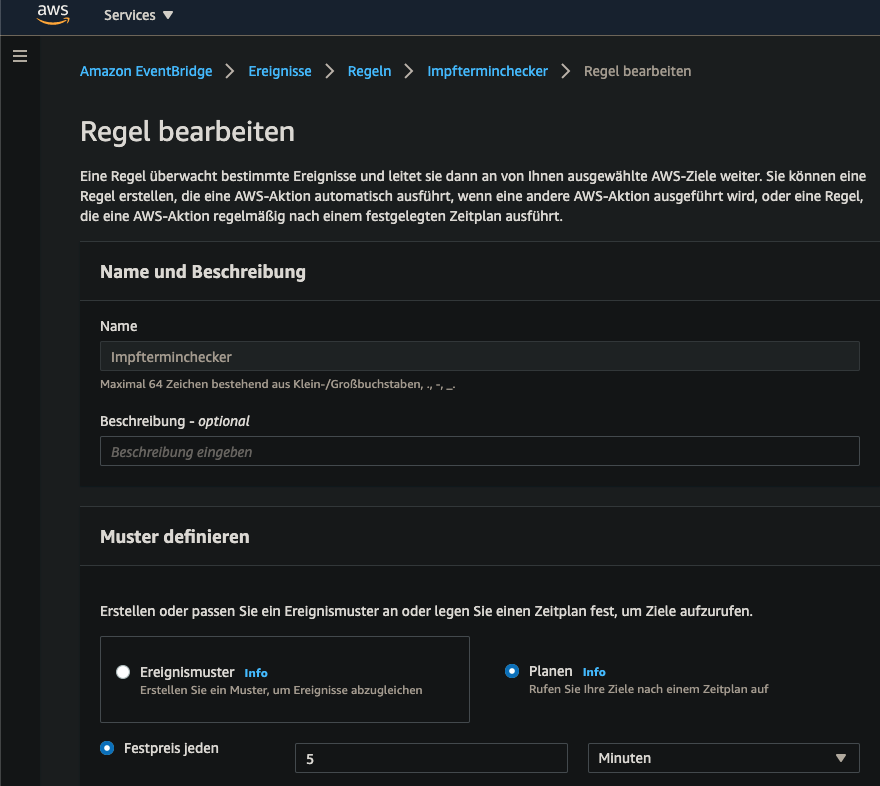 aws
Services
Amazon EventBridge
Ereignisse
Regeln
Impfterminchecker
Regel bearbeiten
Regel bearbeiten
Eine Regel überwacht bestimmte Ereignisse und leitet sie dann an von Ihnen ausgewählte AWS-Ziele weiter. Sie können eine
Regel erstellen, die eine AWS-Aktion automatisch ausführt, wenn eine andere AWS-Aktion ausgeführt wird, oder eine Regel,
die eine AWS-Aktion regelmäßig nach einem festgelegten Zeitplan ausführt.
Name und Beschreibung
Name
Impfterminchecker
Maximal 64 Zeichen bestehend aus Klein-/Großbuchstaben, ., -, _.
Beschreibung - optional
Beschreibung eingeben
Muster definieren
Erstellen oder passen Sie ein Ereignismuster an oder legen Sie einen Zeitplan fest, um Ziele aufzurufen.
Ereignismuster Info
Erstellen Sie ein Muster, um Ereignisse abzugleichen
Planen Info
Rufen Sie Ihre Ziele nach einem Zeitplan auf
Festpreis jeden
5
Minuten